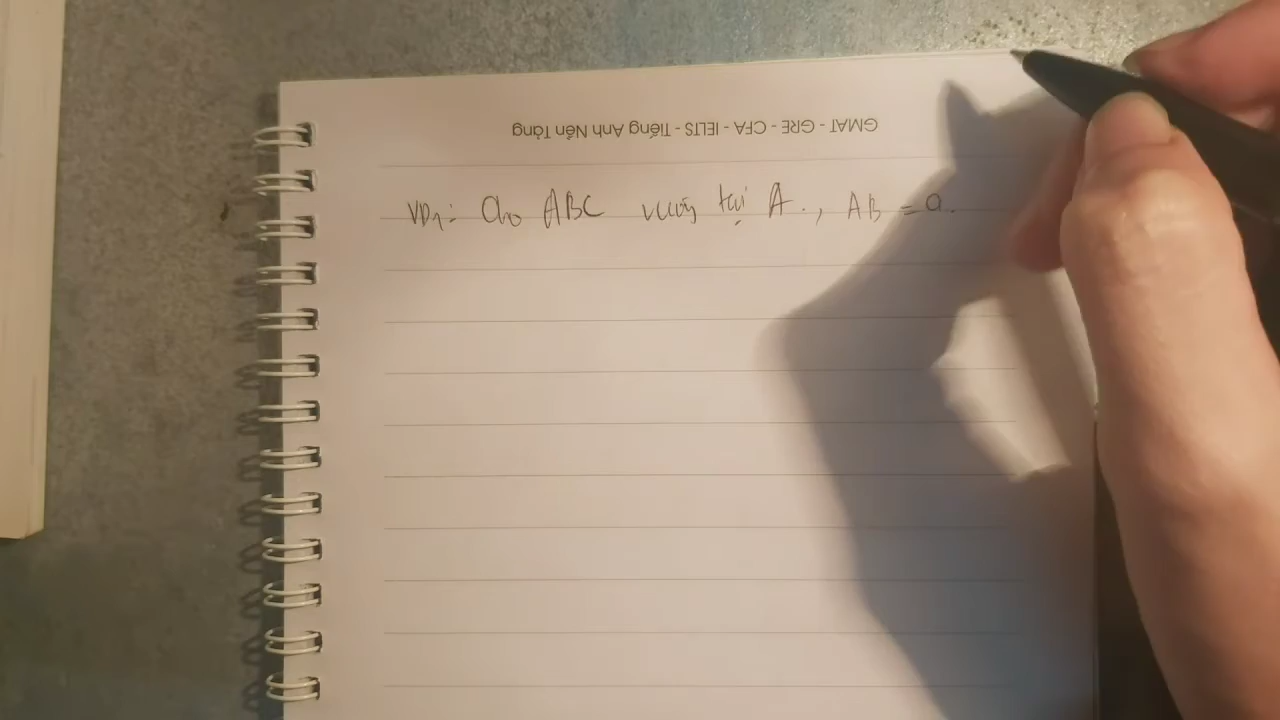 GMAT - GRE - CFA - IELTS - Tiếng Anh Nền Tảng
VD1: Cho ABC vuông tại A., AB = a.